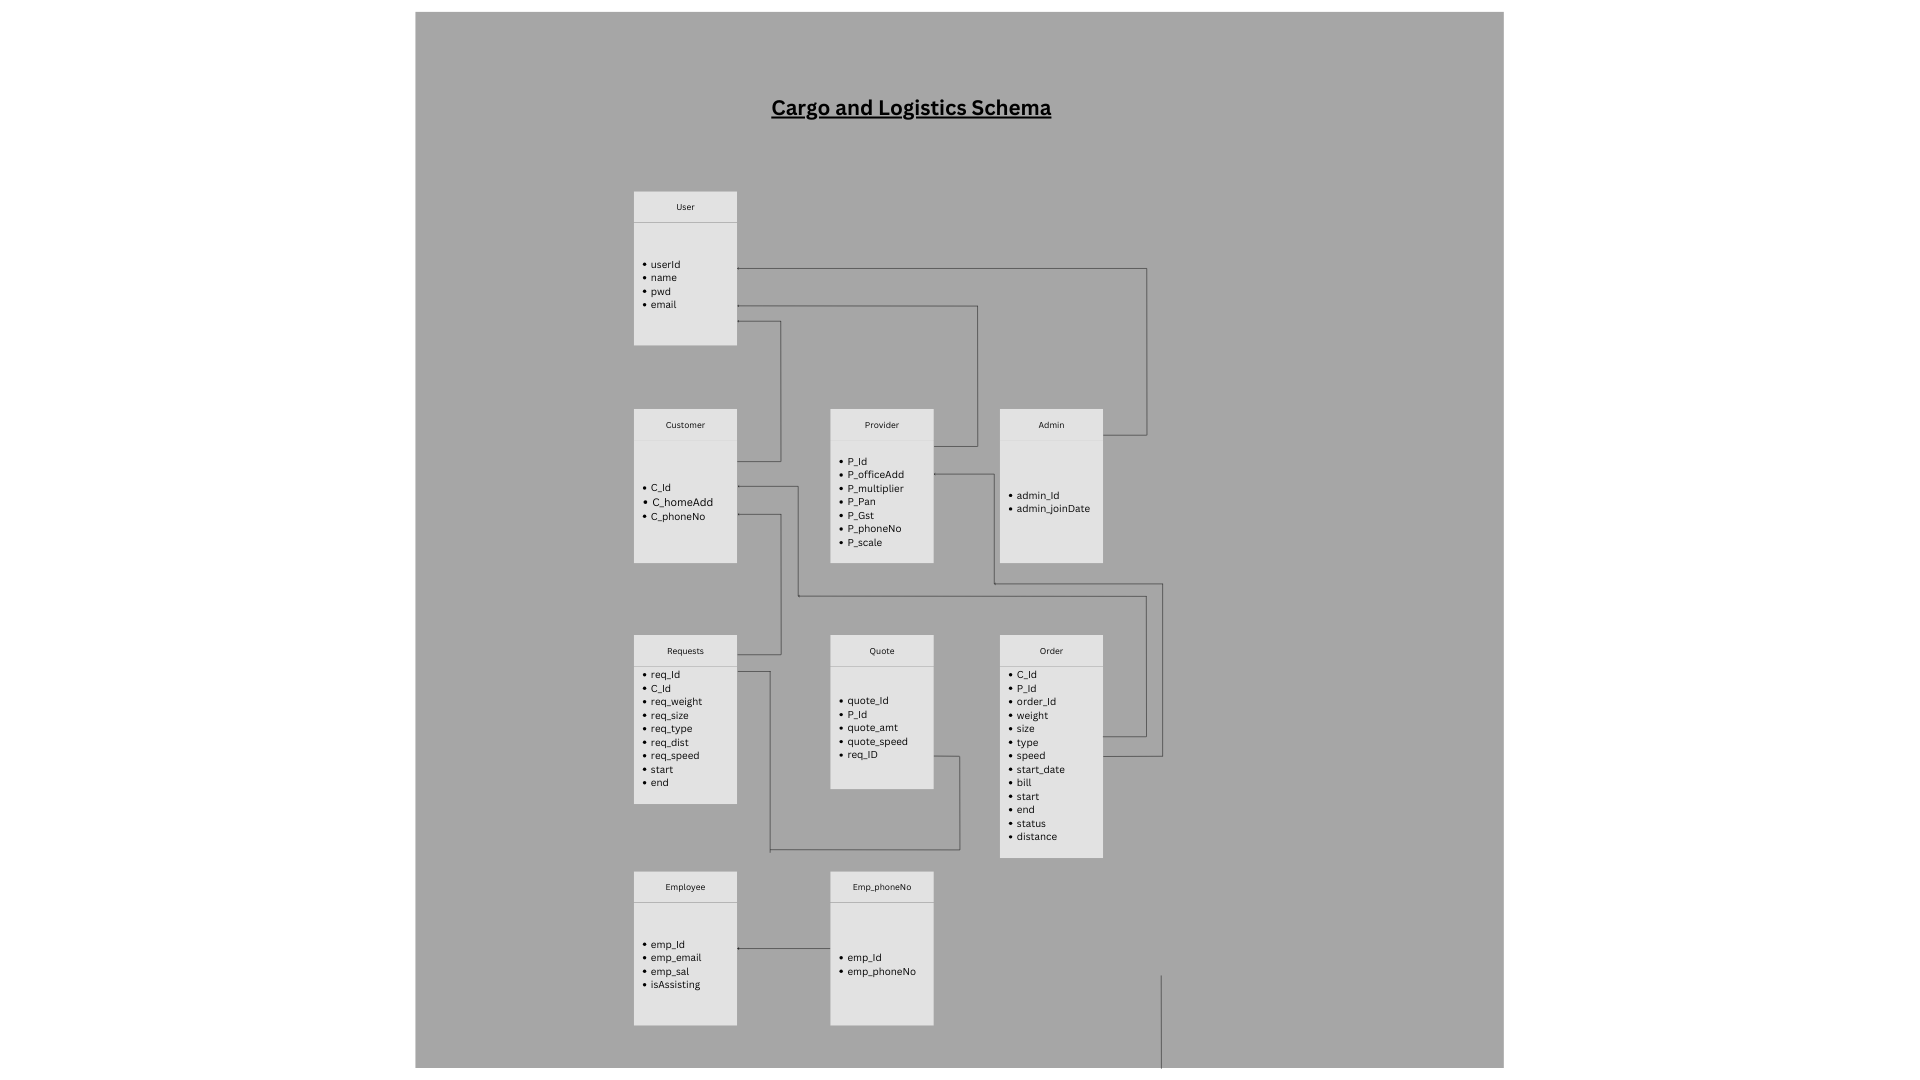 Cargo and Logistics Schema
User
userId
name
pwd
email
Customer
C_Id
C_homeAdd
C_phoneNo
Provider
P_Id
P_officeAdd
P_multiplier
P_Pan
P_Gst
P_phoneNo
P_scale
Admin
admin_Id
admin_joinDate
Requests
req_Id
C_Id
req_weight
req_size
req_type
req_dist
req_speed
start
end
Quote
quote_Id
P_Id
quote_amt
quote_speed
req_ID
Order
C_Id
P_Id
order_Id
weight
size
type
speed
start_date
bill
start
end
status
distance
Employee
emp_Id
emp_email
emp_sal
isAssisting
Emp_phoneNo
emp_Id
emp_phoneNo